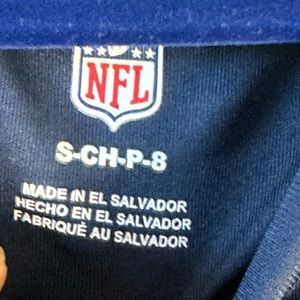 NFL
S-CH-P-8
MADE IN EL SALVADOR
HECHO EN EL SALVADOR
FABRIQUÉ AU SALVADOR